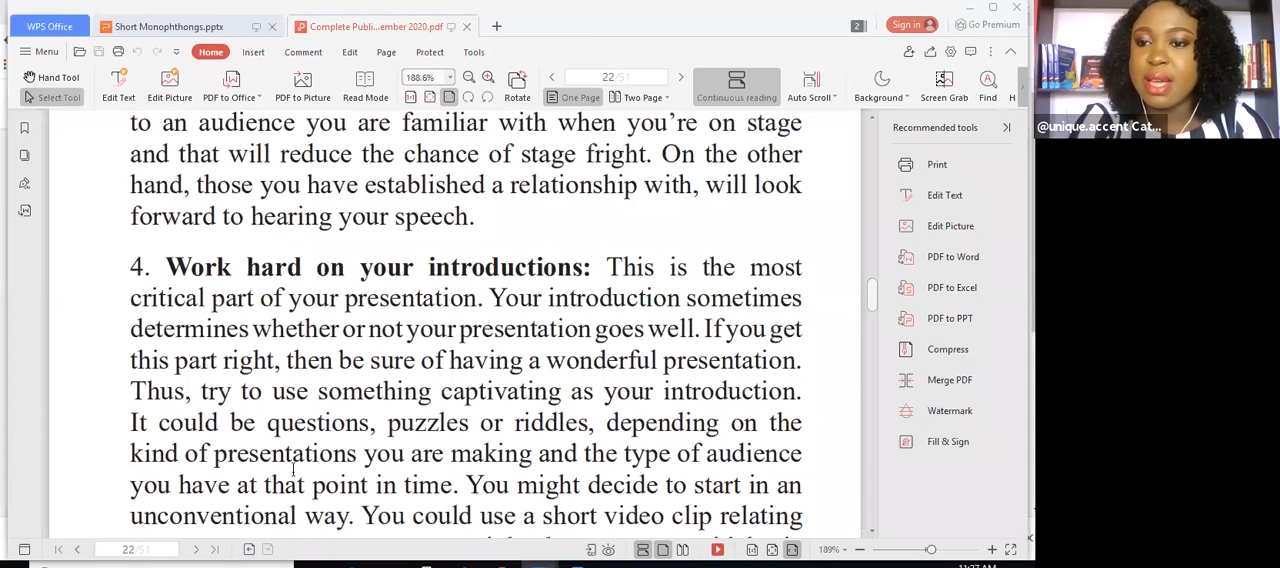 WPS Office
Short Monophthongs.pptx
Complete Publi...ember 2020.pdf
2
Sign in
Go Premium
Menu
Home
Insert
Comment
Edit
Page
Protect
Tools
Hand Tool
Select Tool
Edit Text
Edit Picture
PDF to Office
PDF to Picture
Read Mode
188.6%
Rotate
22/51
One Page
Two Page
Continuous reading
Auto Scroll
Background
Screen Grab
Find
H
@unique.accent Cat...
to an audience you are familiar with when you're on stage
and that will reduce the chance of stage fright. On the other
hand, those you have established a relationship with, will look
forward to hearing your speech.
4. Work hard on your introductions: This is the most
critical part of your presentation. Your introduction sometimes
determines whether or not your presentation goes well. If you get
this part right, then be sure of having a wonderful presentation.
Thus, try to use something captivating as your introduction.
It could be questions, puzzles or riddles, depending on the
kind of presentations you are making and the type of audience
you have at that point in time. You might decide to start in an
unconventional way. You could use a short video clip relating
Recommended tools
Print
Edit Text
Edit Picture
PDF to Word
PDF to Excel
PDF to PPT
Compress
Merge PDF
Watermark
Fill & Sign
22/51
189%